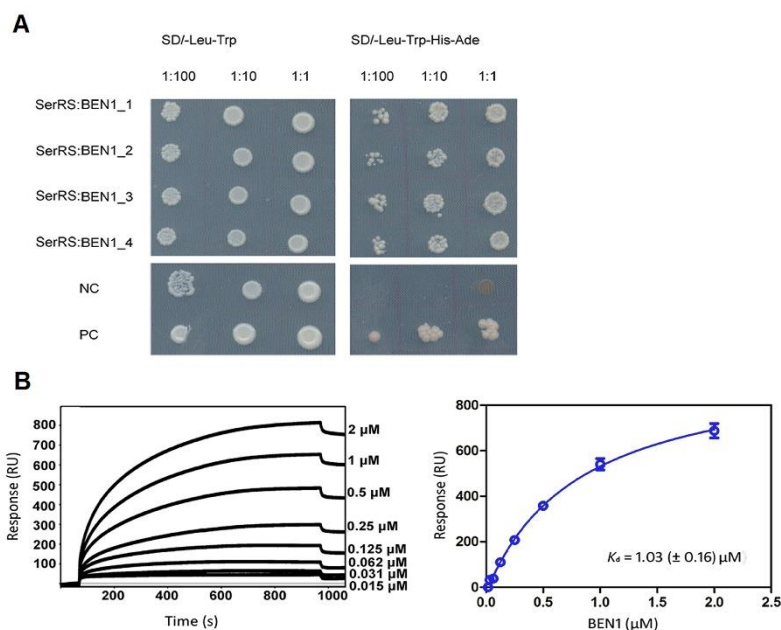 A
SD/-Leu-Trp SD/-Leu-Trp-His-Ade
1:100 1:10 1:1 1:100 1:10 1:1
SerRS:BEN1_1
SerRS:BEN1_2
SerRS:BEN1_3
SerRS:BEN1_4
NC
PC
B
Response (RU)
800
700
600
500
400
300
200
100
200 400 600 800 1000
Time (s)
2 µM
1 µM
0.5 µM
0.25 µM
0.125 µM
0.062 µM
0.031 µM
0.015 µM
Response (RU)
800
600
400
200
0
0.0 0.5 1.0 1.5 2.0 2.5
BEN1 (µM)
Kd = 1.03 (± 0.16) µM